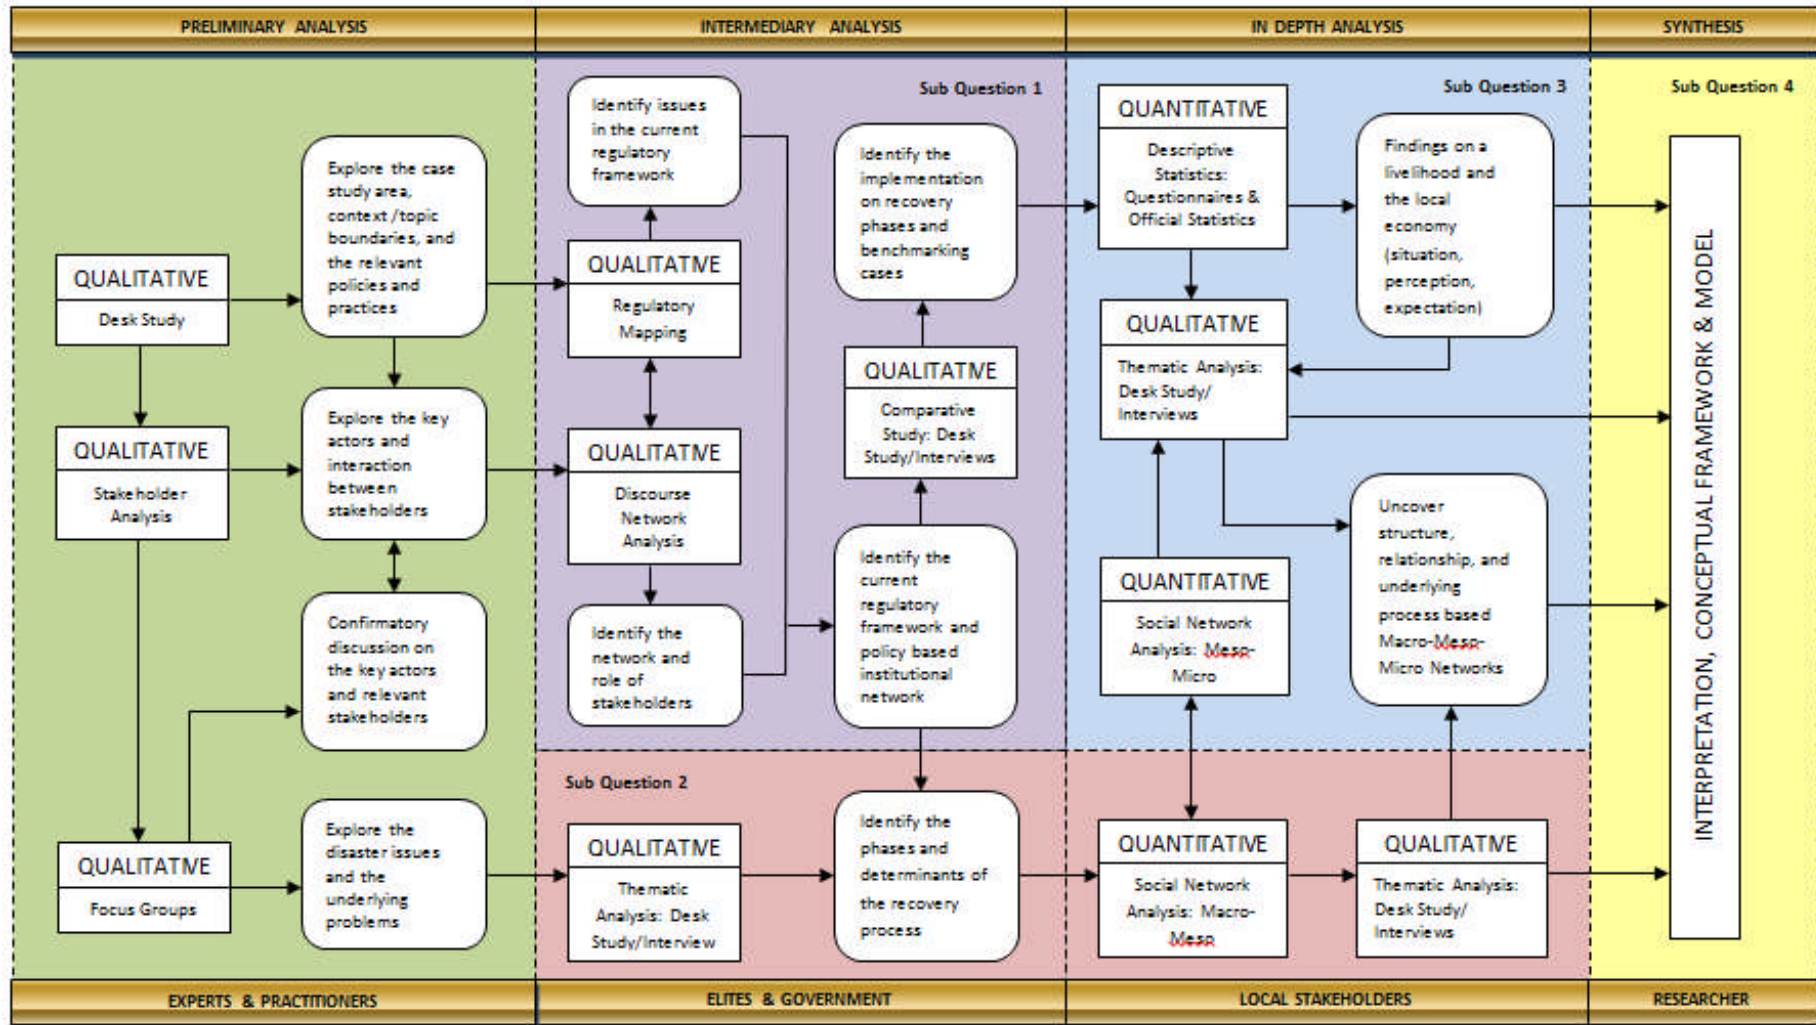 PRELIMINARY ANALYSIS
INTERMEDIARY ANALYSIS
IN DEPTH ANALYSIS
SYNTHESIS
QUALITATIVE
Desk Study
QUALITATIVE
Stakeholder
Analysis
QUALITATIVE
Focus Groups
Explore the case
study area,
context /topic
boundaries, and
the relevant
policies and
practices
Explore the key
actors and
interaction
between
stakeholders
Confirmatory
discussion on
the key actors
and relevant
stakeholders
Explore the
disaster issues
and the
underlying
problems
Sub Question 1
Identify issues
in the current
regulatory
framework
QUALITATIVE
Regulatory
Mapping
QUALITATIVE
Discourse
Network
Analysis
Identify the
network and
role of
stakeholders
Identify the
implementation
on recovery
phases and
benchmarking
cases
QUALITATIVE
Comparative
Study: Desk
Study/Interviews
Identify the
current
regulatory
framework and
policy based
institutional
network
Sub Question 2
QUALITATIVE
Thematic
Analysis: Desk
Study/Interview
Identify the
phases and
determinants of
the recovery
process
Sub Question 3
QUANTITATIVE
Descriptive
Statistics:
Questionnaires &
Official Statistics
Findings on a
livelihood and
the local
economy
(situation,
perception,
expectation)
QUALITATIVE
Thematic Analysis:
Desk Study/
Interviews
QUANTITATIVE
Social Network
Analysis: Mesp-
Micro
Uncover
structure,
relationship, and
underlying
process based
Macro-Mesp-
Micro Networks
QUANTITATIVE
Social Network
Analysis: Macro-
Mesp
QUALITATIVE
Thematic Analysis:
Desk Study/
Interviews
Sub Question 4
INTERPRETATION, CONCEPTUAL FRAMEWORK & MODEL
EXPERTS & PRACTITIONERS
ELITES & GOVERNMENT
LOCAL STAKEHOLDERS
RESEARCHER